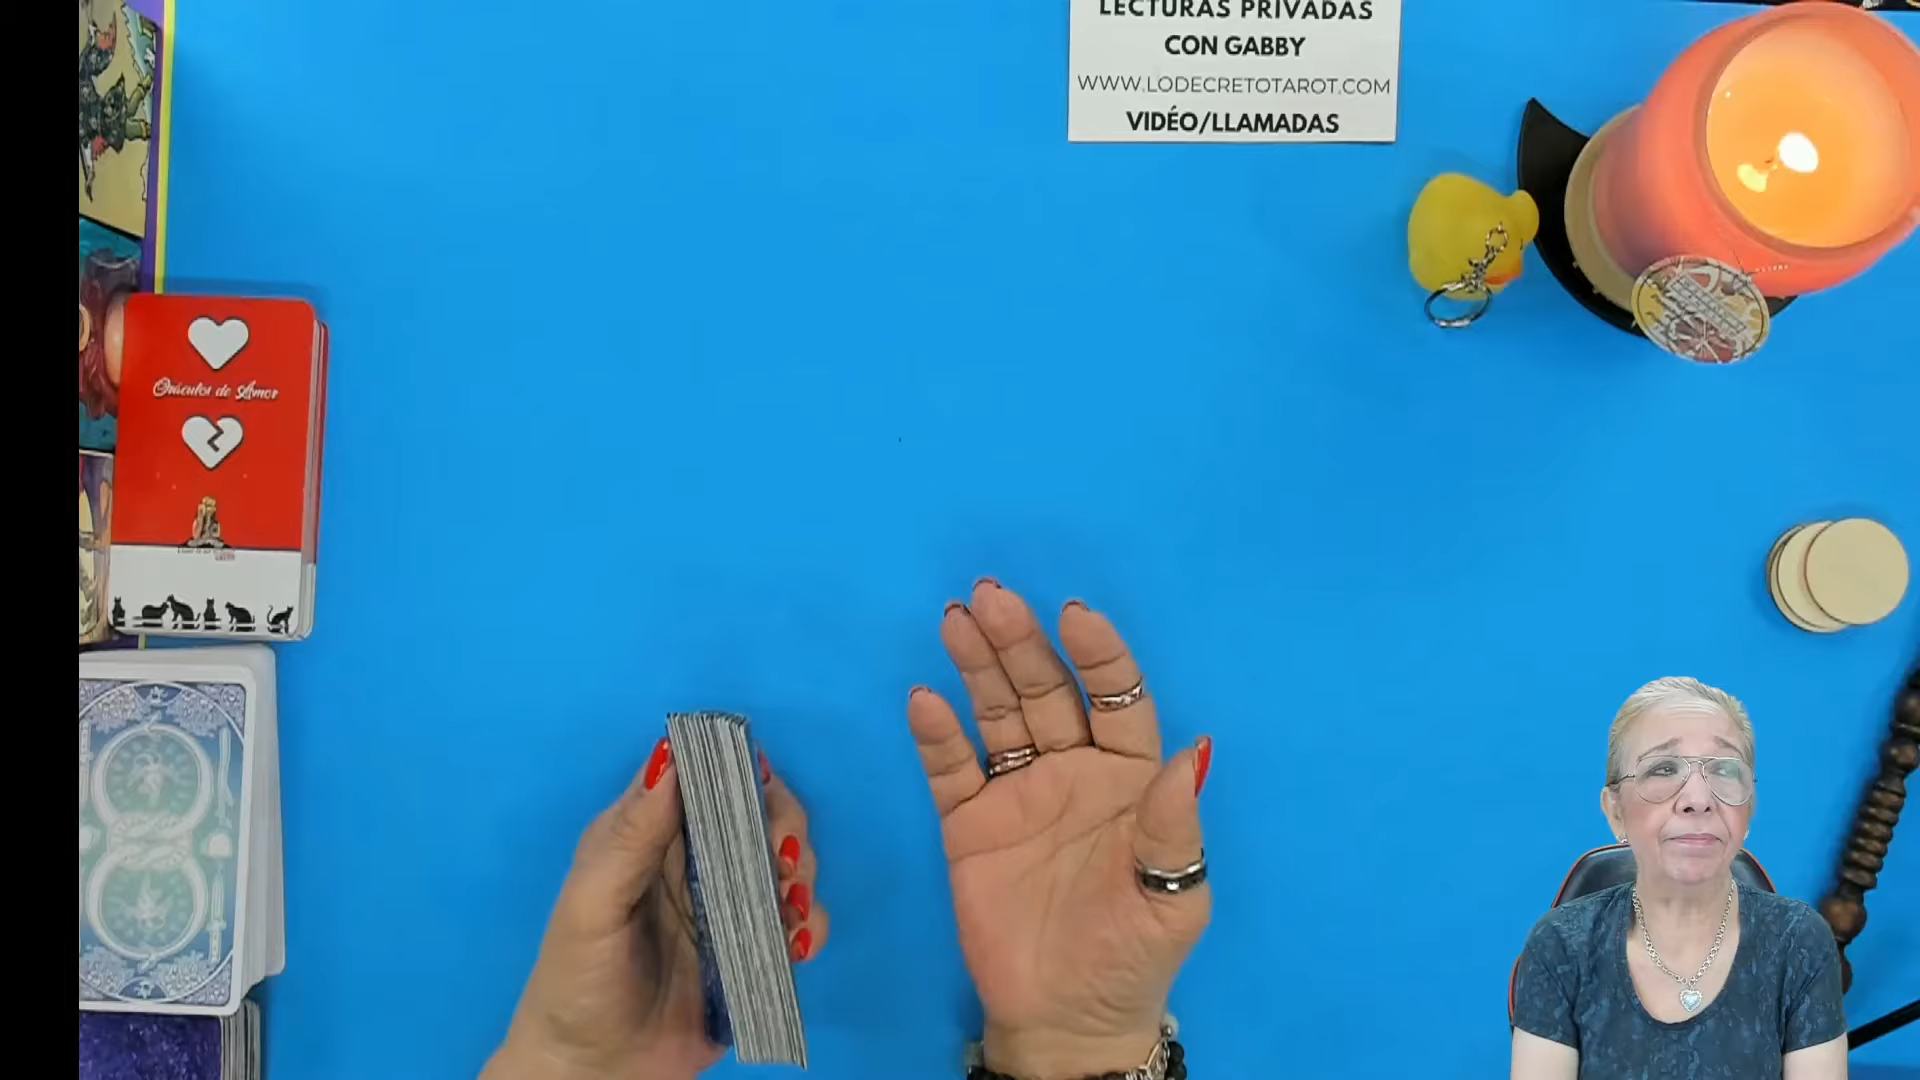 LECTURAS PRIVADAS
CON GABBY
WWW.LODECRETOTAROT.COM
VIDÉO/LLAMADAS
Oráculos de Amor